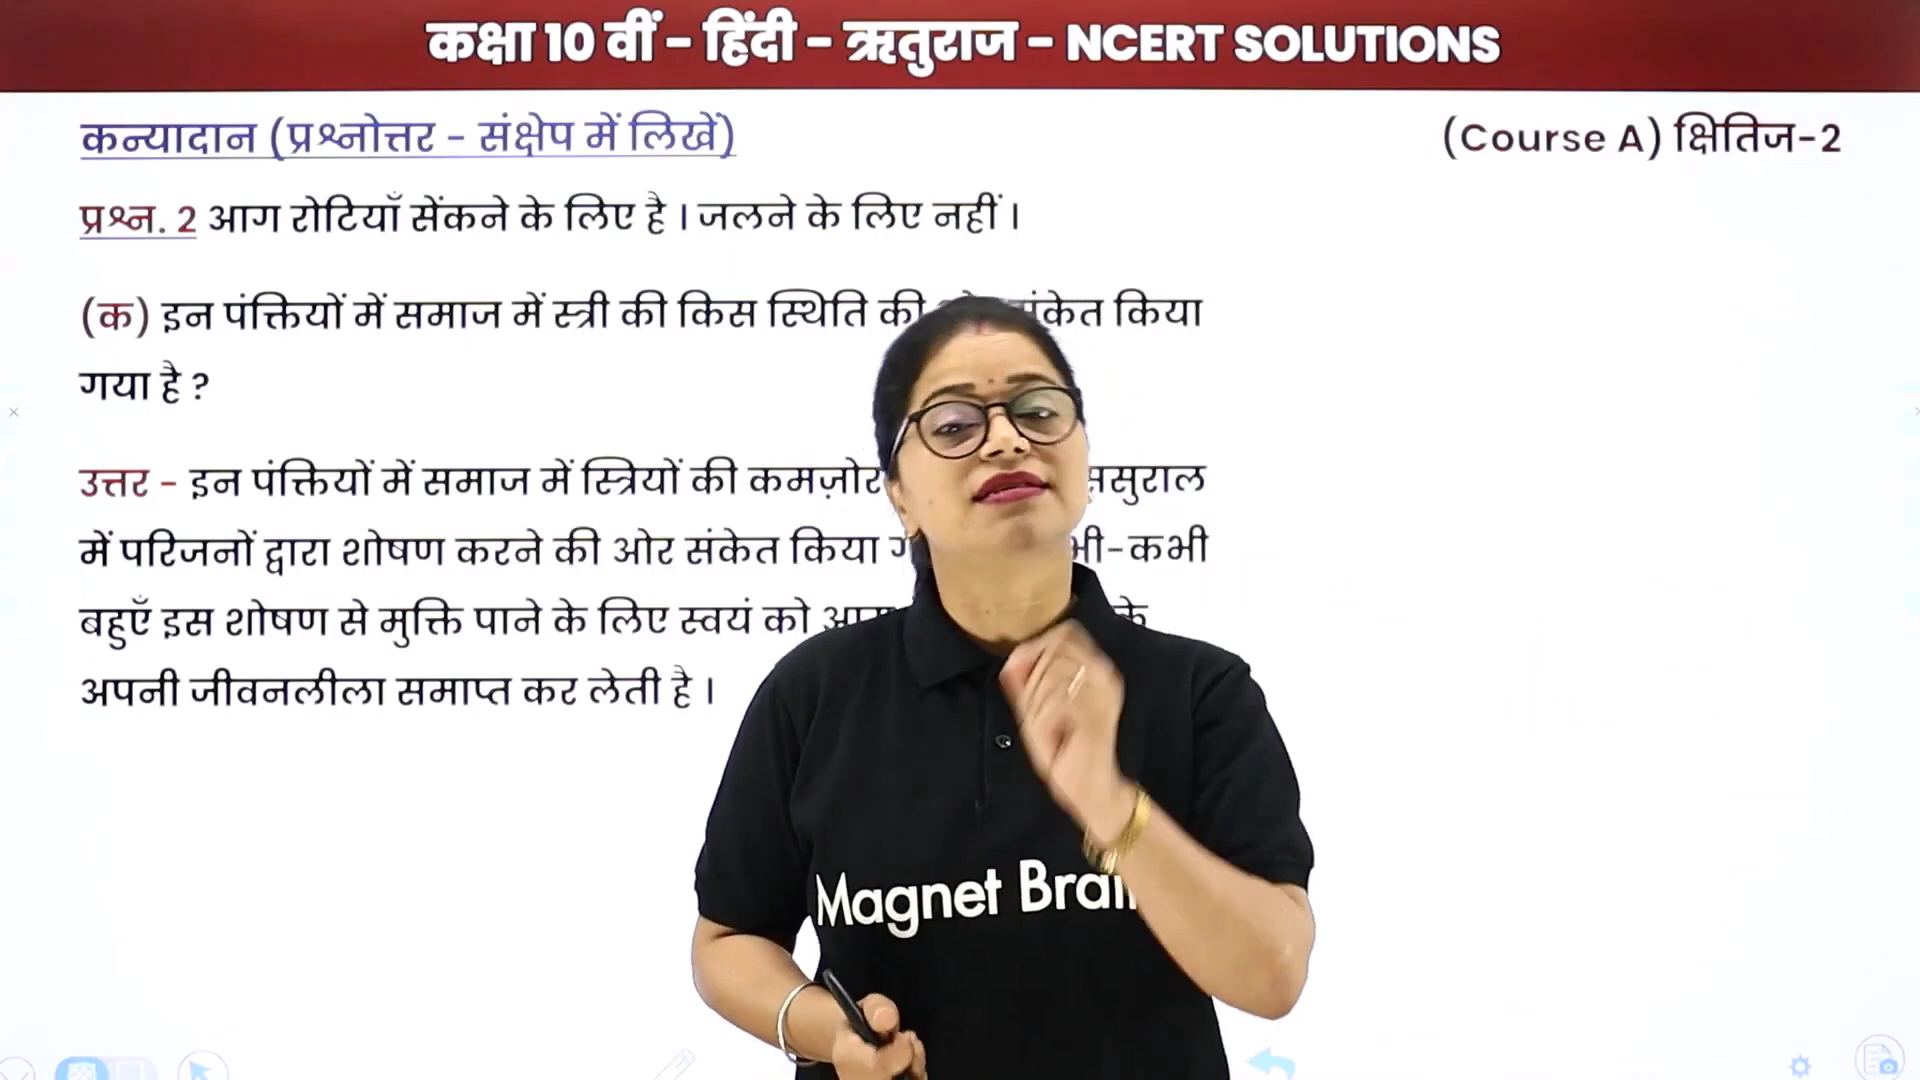 कक्षा 10 वीं - हिंदी - ऋतुराज - NCERT SOLUTIONS
कन्यादान (प्रश्नोत्तर - संक्षेप में लिखें)
(Course A) क्षितिज-2
प्रश्न. 2 आग रोटियाँ सेंकने के लिए है । जलने के लिए नहीं ।
(क) इन पंक्तियों में समाज में स्त्री की किस स्थिति की संकेत किया
गया है ?
उत्तर - इन पंक्तियों में समाज में स्त्रियों की ससुराल
में परिजनों द्वारा शोषण करने की ओर संकेत किया
बहुएँ इस शोषण से मुक्ति पाने के लिए स्वयं को के
अपनी जीवनलीला समाप्त कर लेती है ।
Magnet